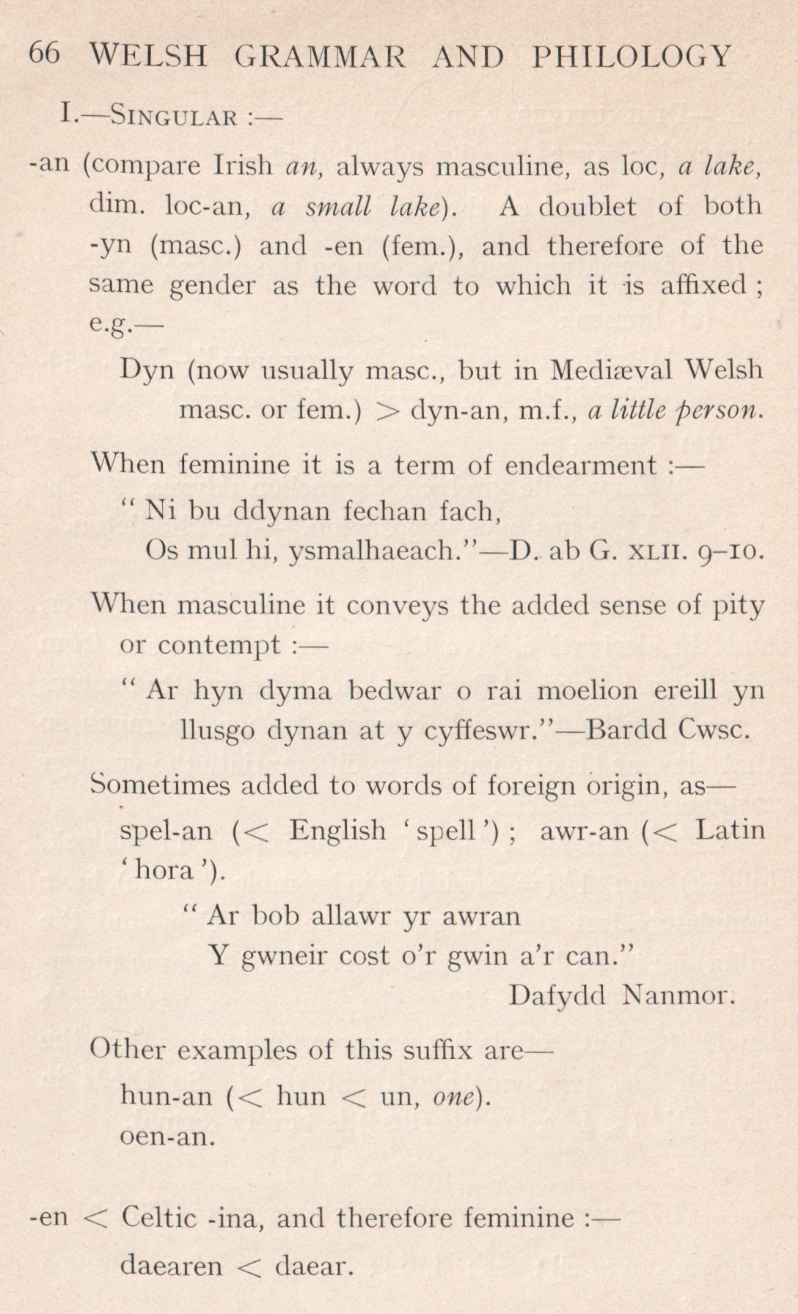 66 WELSH GRAMMAR AND PHILOLOGY
I.—SINGULAR :—
-an (compare Irish an, always masculine, as loc, a lake,
dim. loc-an, a small lake). A doublet of both
-yn (masc.) and -en (fem.), and therefore of the
same gender as the word to which it is affixed ;
e.g.—
Dyn (now usually masc., but in Mediæval Welsh
masc. or fem.) > dyn-an, m.f., a little person.
When feminine it is a term of endearment :—
“ Ni bu ddynan fechan fach,
Os mul hi, ysmalhaeach.”—D. ab G. XLII. 9–10.
When masculine it conveys the added sense of pity
or contempt :—
“ Ar hyn dyma bedwar o rai moelion ereill yn
llusgo dynan at y cyffeswr.”—Bardd Cwsc.
Sometimes added to words of foreign origin, as—
spel-an (< English ‘ spell ’) ; awr-an (< Latin
‘ hora ’).
“ Ar bob allawr yr awran
Y gwneir cost o’r gwin a’r can.”
Dafydd Nanmor.
Other examples of this suffix are—
hun-an (< hun < un, one).
oen-an.
-en < Celtic -ina, and therefore feminine :—
daearen < daear.